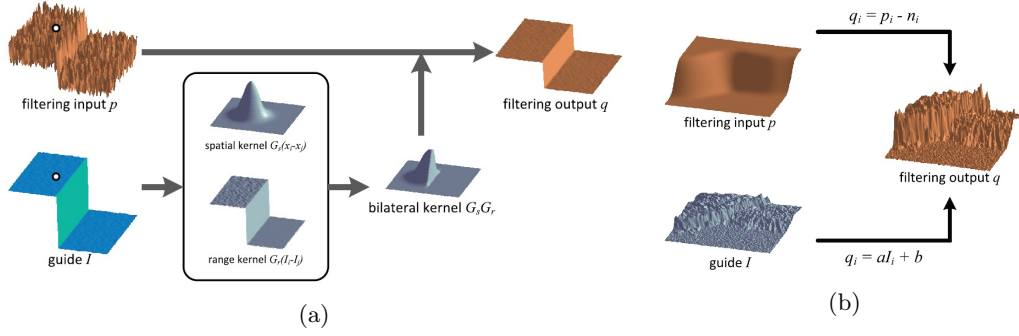 filtering input p
filtering output q
spatial kernel G_s(x_i-x_j)
bilateral kernel G_sG_r
guide I
range kernel G_r(I_i-I_j)
(a)
q_i = p_i - n_i
filtering input p
filtering output q
guide I
q_i = aI_i + b
(b)